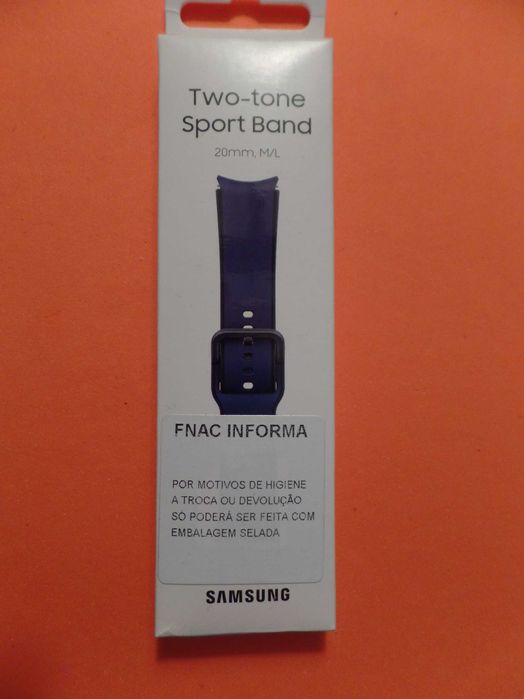 Two-tone
Sport Band
20mm, M/L
FNAC INFORMA
POR MOTIVOS DE HIGIENE
A TROCA OU DEVOLUÇÃO
SÓ PODERÁ SER FEITA COM
EMBALAGEM SELADA
SAMSUNG